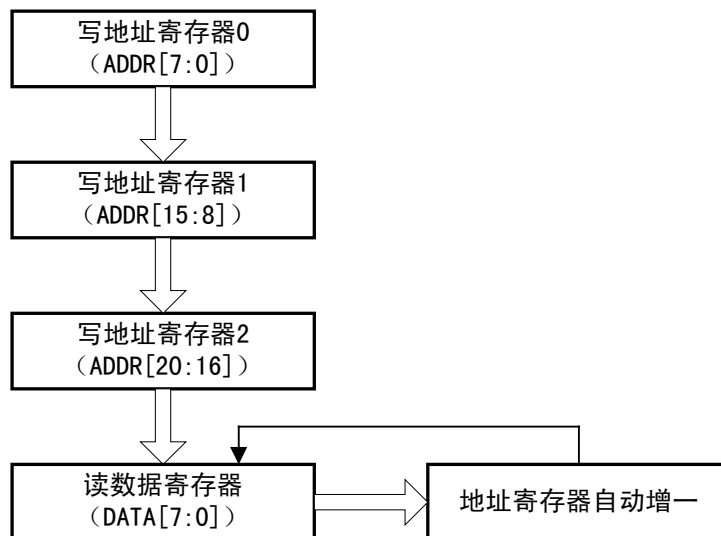 写地址寄存器0
（ADDR[7:0]）
写地址寄存器1
（ADDR[15:8]）
写地址寄存器2
（ADDR[20:16]）
读数据寄存器
（DATA[7:0]）
地址寄存器自动增一